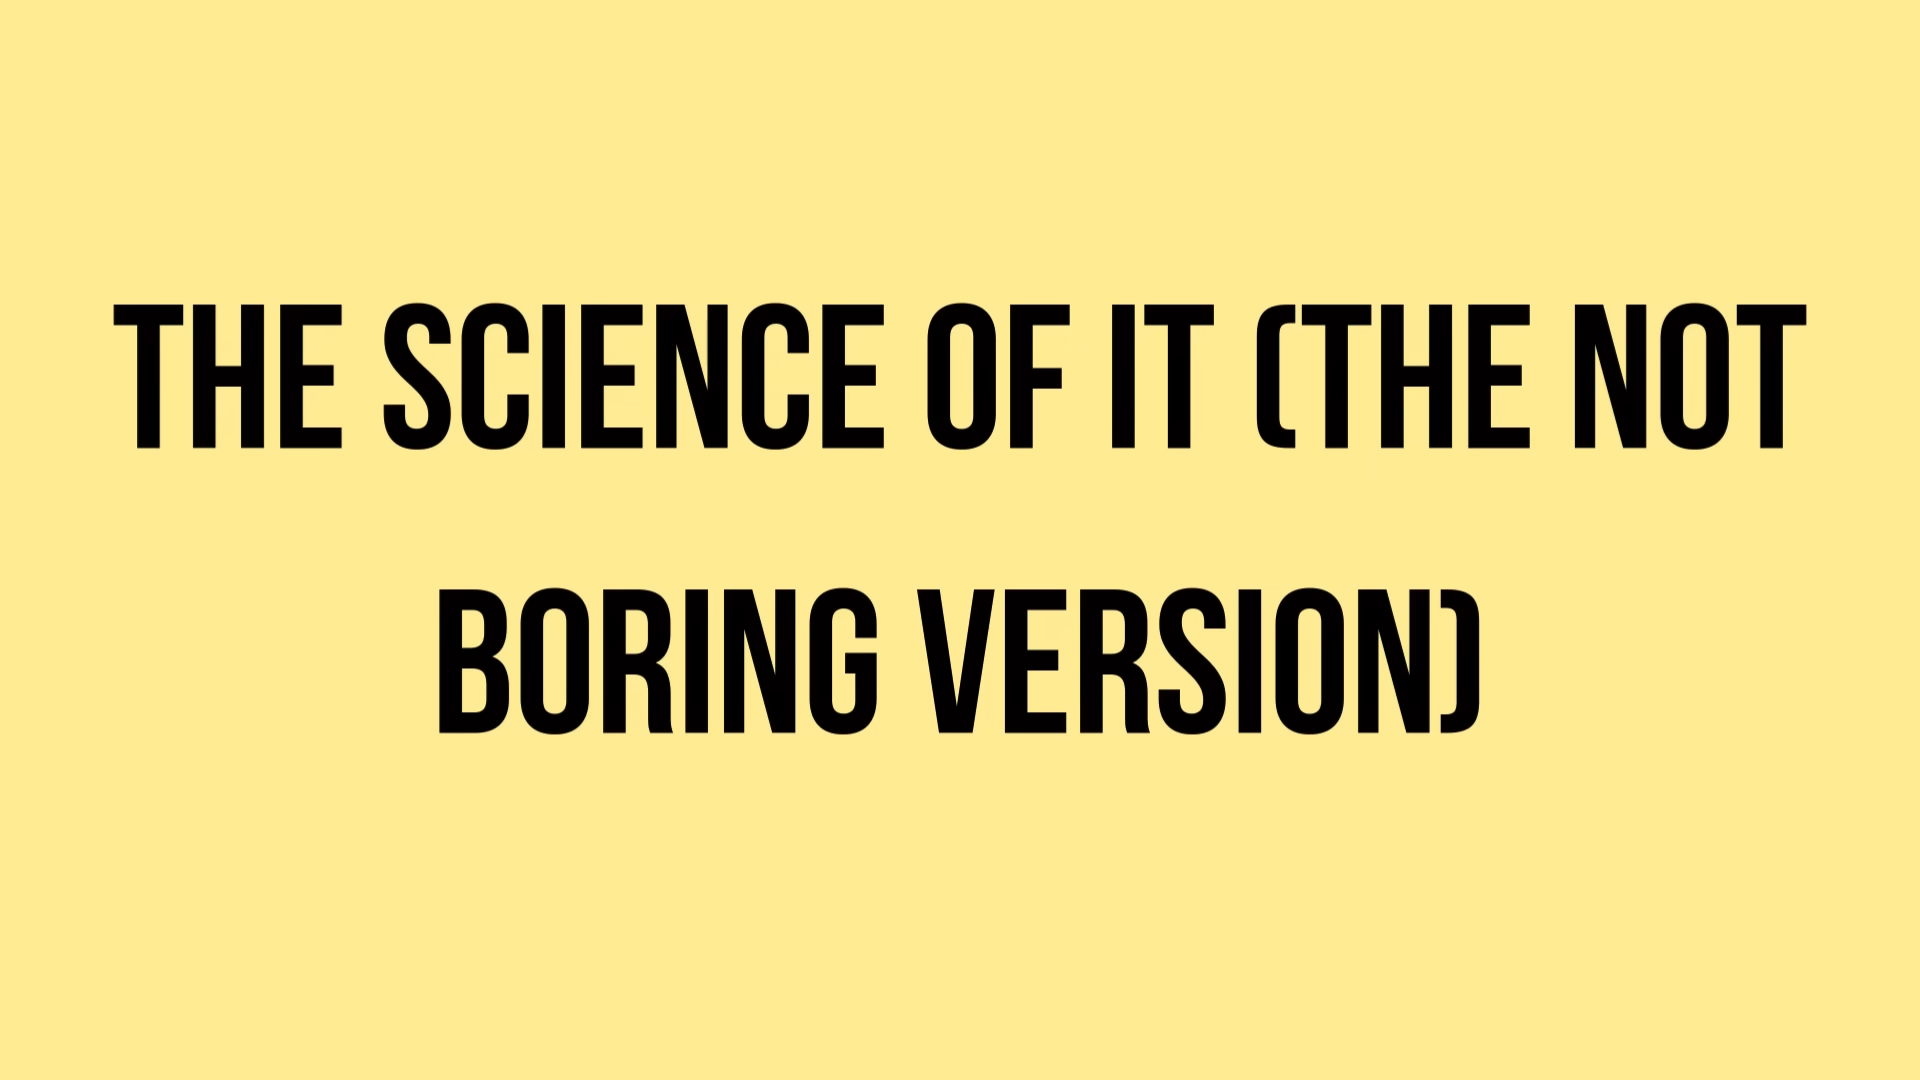 THE SCIENCE OF IT (THE NOT
BORING VERSION)